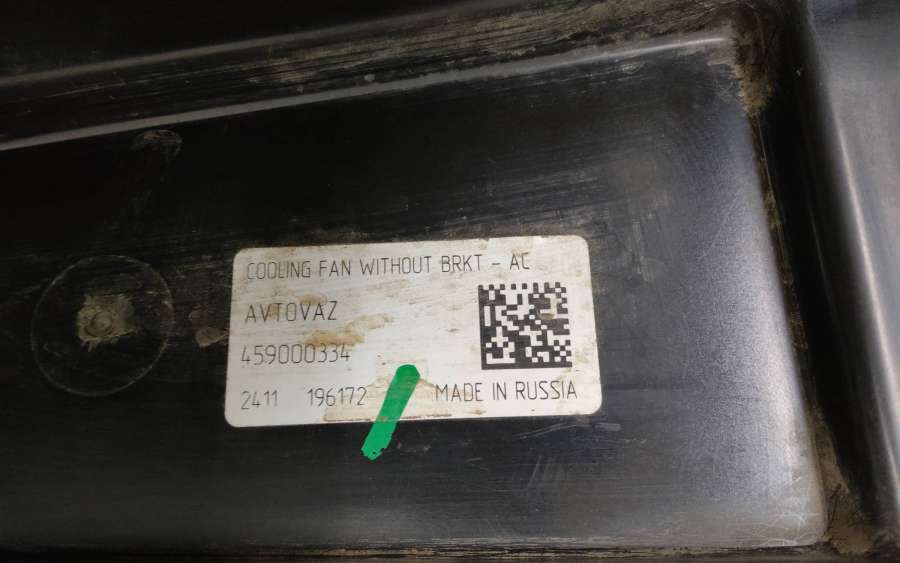 COOLING FAN WITHOUT BRKT - AC
AVTOVAZ
459000334
2411 196172 MADE IN RUSSIA